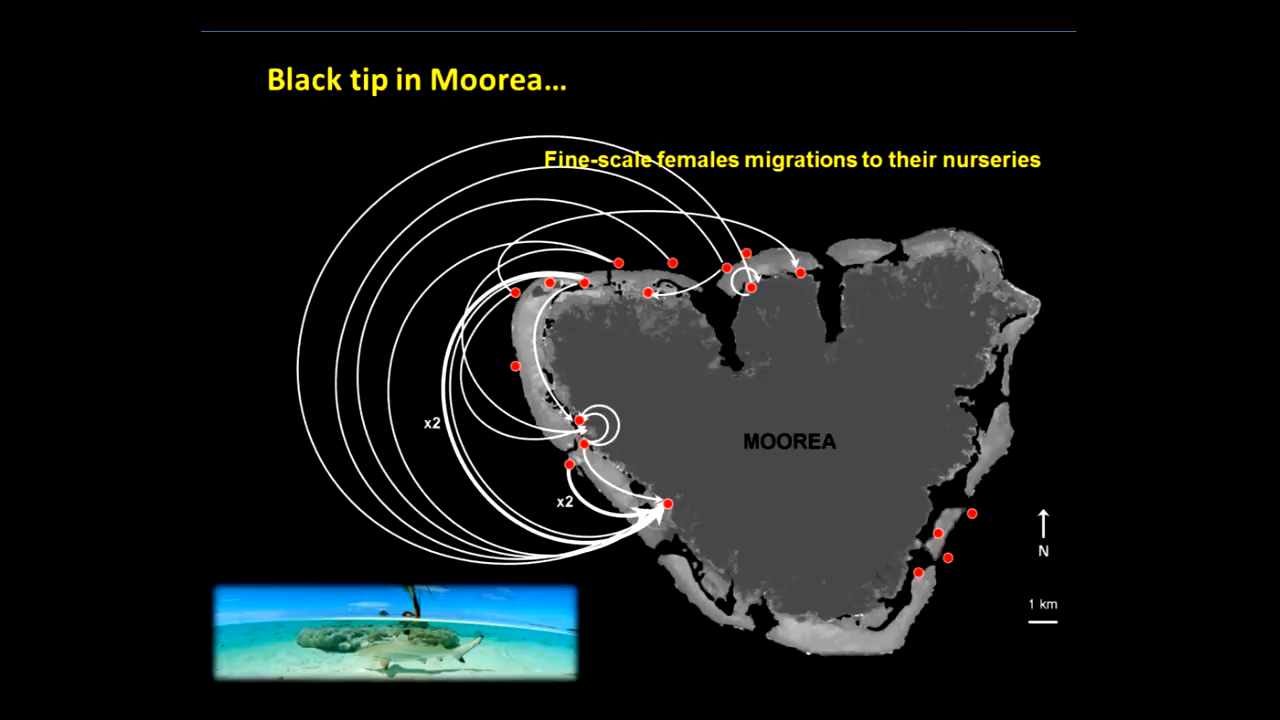 Black tip in Moorea...
Fine-scale females migrations to their nurseries
x2
MOOREA
x2
N
1 km